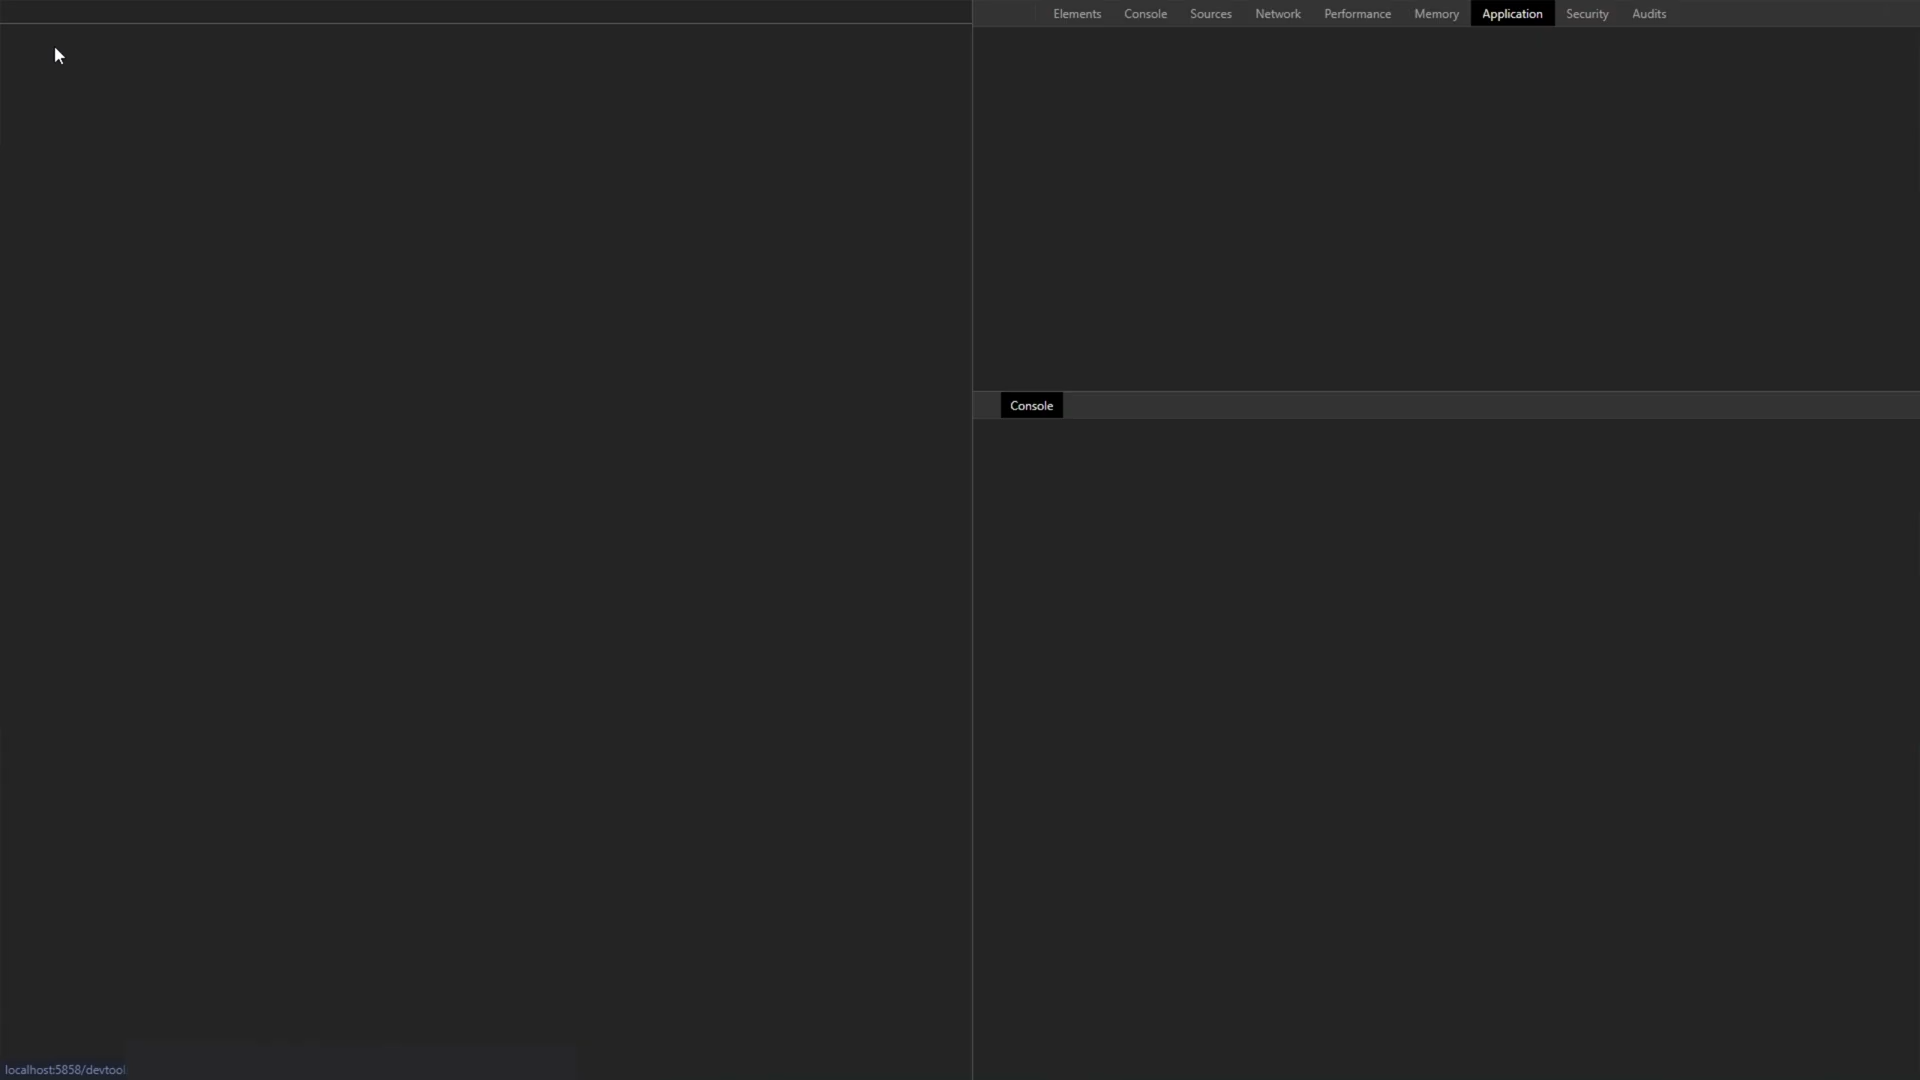 Elements Console Sources Network Performance Memory Application Security Audits
Console
localhost:5858/devtool